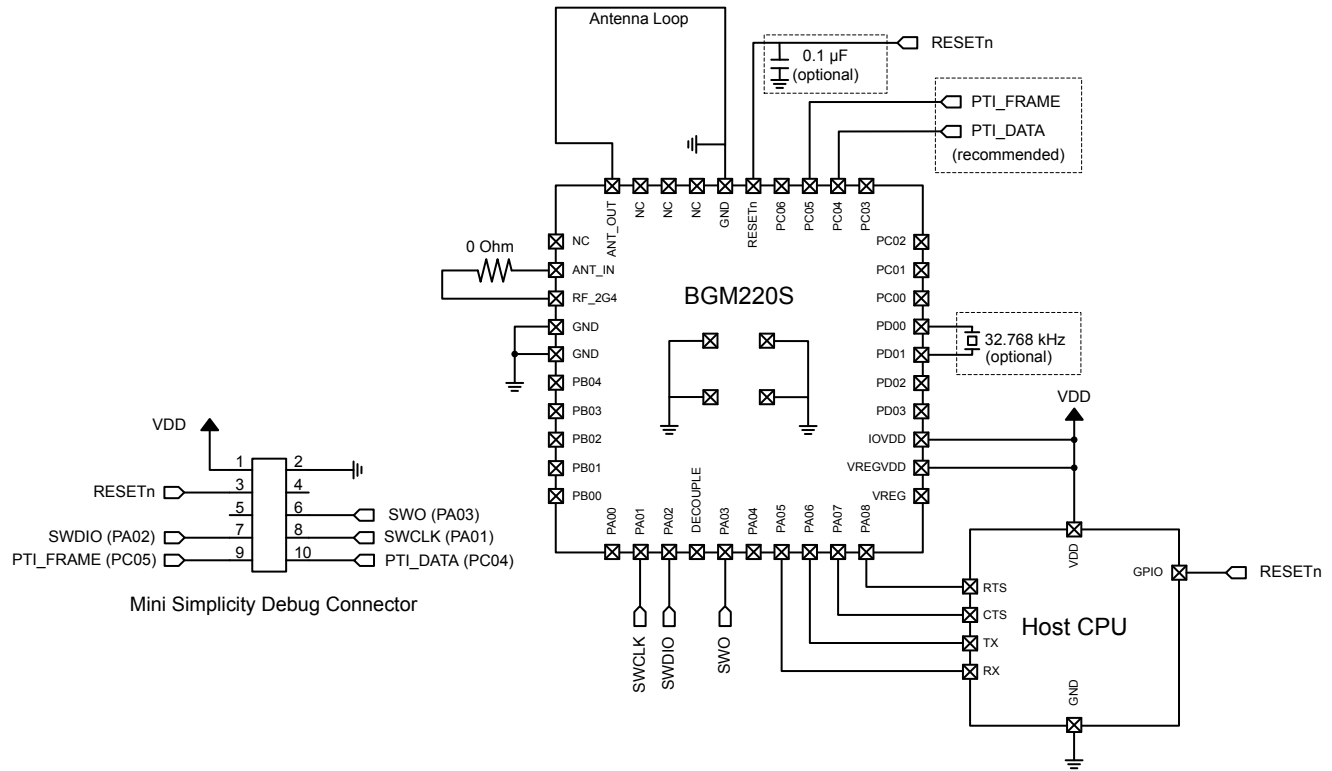 Antenna Loop
RESETn
0.1 µF
(optional)
PTI_FRAME
PTI_DATA
(recommended)
ANT_OUT
NC
NC
NC
GND
RESETn
PC06
PC05
PC04
PC03
NC
ANT_IN
RF_2G4
GND
GND
PB04
PB03
PB02
PB01
PB00
0 Ohm
BGM220S
PC02
PC01
PC00
PD00
PD01
PD02
PD03
IOVDD
VREGVDD
VREG
32.768 kHz
(optional)
VDD
PA00
PA01
PA02
DECOUPLE
PA03
PA04
PA05
PA06
PA07
PA08
SWCLK
SWDIO
SWO
VDD
1
2
RESETn
3
4
5
6
SWO (PA03)
SWDIO (PA02)
7
8
SWCLK (PA01)
PTI_FRAME (PC05)
9
10
PTI_DATA (PC04)
Mini Simplicity Debug Connector
VDD
GPIO
RESETn
RTS
CTS
TX
RX
Host CPU
GND